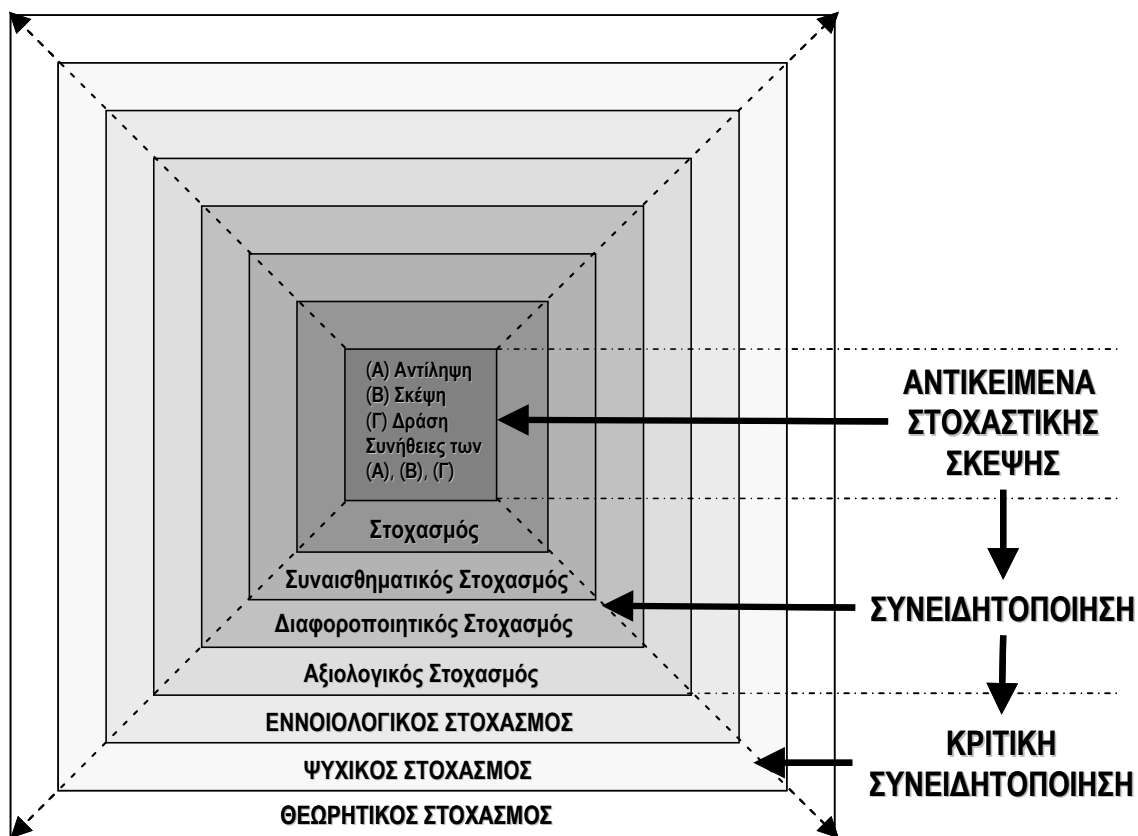 (Α) Αντίληψη
(Β) Σκέψη
(Γ) Δράση
Συνήθειες των
(Α), (Β), (Γ)
Στοχασμός
Συναισθηματικός Στοχασμός
Διαφοροποιητικός Στοχασμός
Αξιολογικός Στοχασμός
ΕΝΝΟΙΟΛΟΓΙΚΟΣ ΣΤΟΧΑΣΜΟΣ
ΨΥΧΙΚΟΣ ΣΤΟΧΑΣΜΟΣ
ΘΕΩΡΗΤΙΚΟΣ ΣΤΟΧΑΣΜΟΣ
ΑΝΤΙΚΕΙΜΕΝΑ
ΣΤΟΧΑΣΤΙΚΗΣ
ΣΚΕΨΗΣ
ΣΥΝΕΙΔΗΤΟΠΟΙΗΣΗ
ΚΡΙΤΙΚΗ
ΣΥΝΕΙΔΗΤΟΠΟΙΗΣΗ